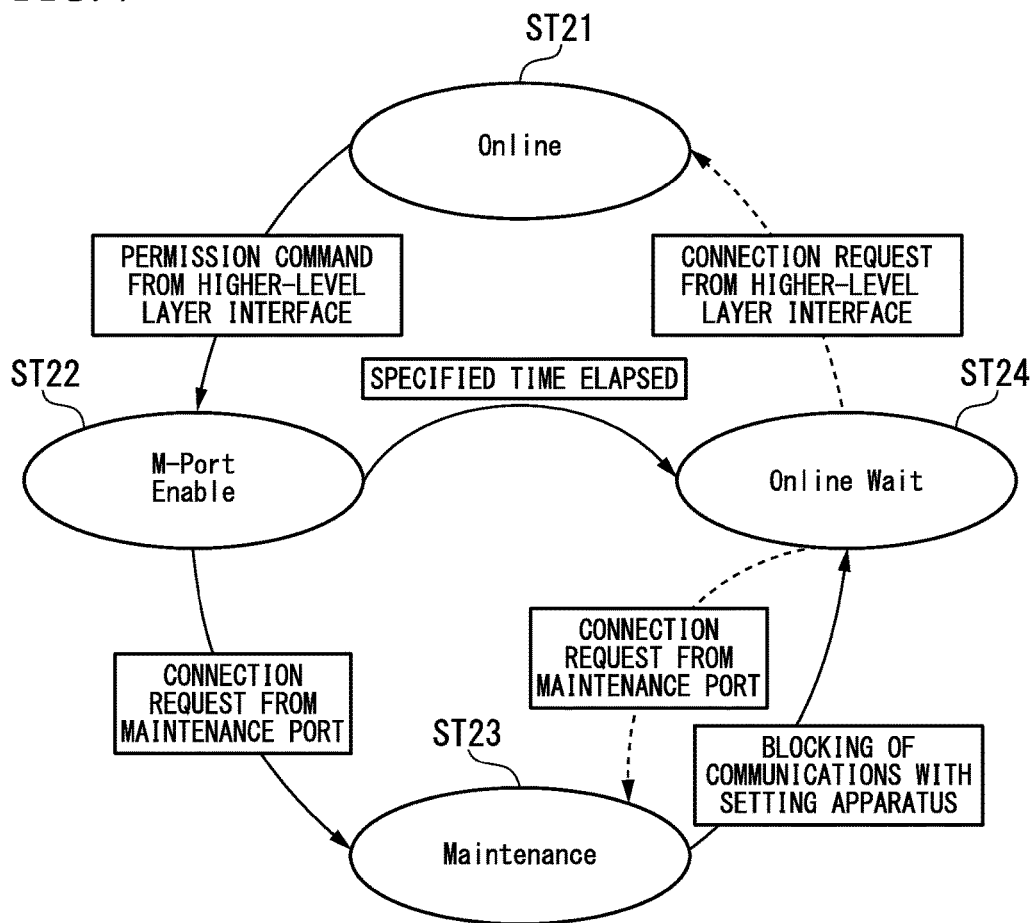 ST21
Online
PERMISSION COMMAND
FROM HIGHER-LEVEL
LAYER INTERFACE
CONNECTION REQUEST
FROM HIGHER-LEVEL
LAYER INTERFACE
ST22
SPECIFIED TIME ELAPSED
ST24
M-Port
Enable
Online Wait
CONNECTION
REQUEST FROM
MAINTENANCE PORT
CONNECTION
REQUEST FROM
MAINTENANCE PORT
ST23
BLOCKING OF
COMMUNICATIONS WITH
SETTING APPARATUS
Maintenance